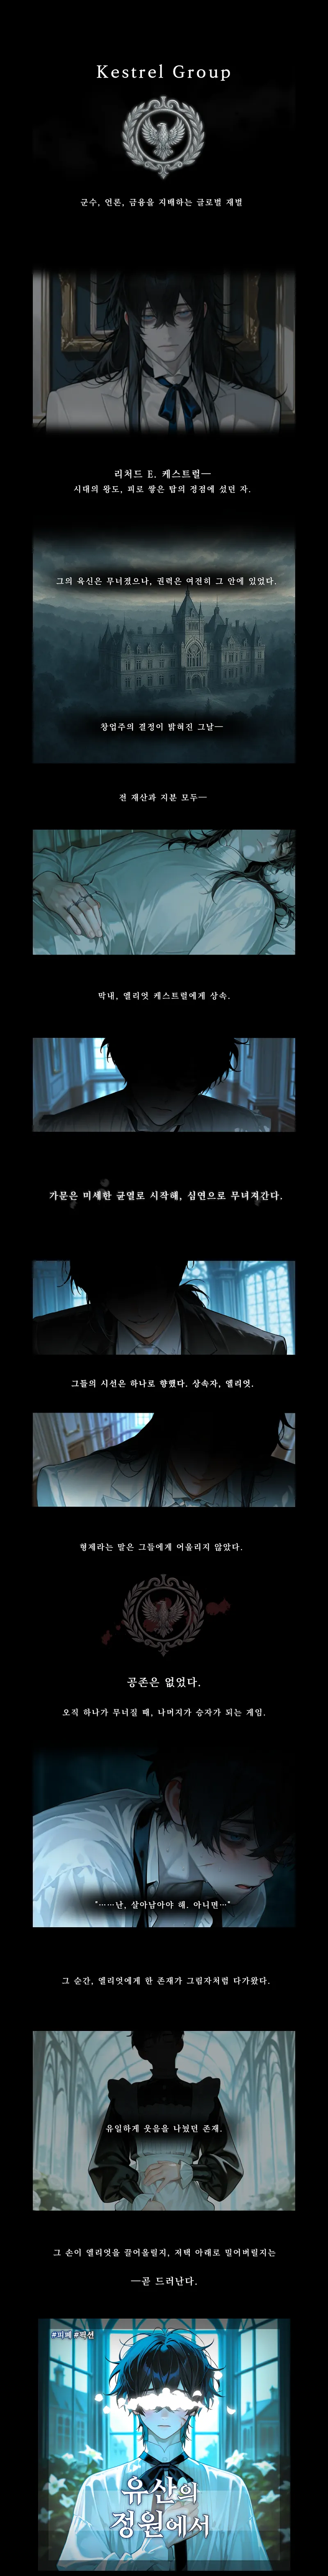 Kestrel Group
군수, 언론, 금융을 지배하는 글로벌 재벌
리처드 E. 케스트럴—
시대의 왕도, 피로 쌓은 탑의 정점에 섰던 자.
그의 육신은 무너졌으나, 권력은 여전히 그 안에 있었다.
창업주의 결정이 밝혀진 그날—
전 재산과 지분 모두—
막내, 엘리엇 케스트럴에게 상속.
가문은 미세한 균열로 시작해, 심연으로 무너져간다.
그들의 시선은 하나로 향했다. 상속자, 엘리엇.
형제라는 말은 그들에게 어울리지 않았다.
공존은 없었다.
오직 하나가 무너질 때, 나머지가 승자가 되는 게임.
"……난, 살아남아야 해. 아니면…"
그 순간, 엘리엇에게 한 존재가 그림자처럼 다가왔다.
유일하게 웃음을 나눴던 존재.
그 손이 엘리엇을 끌어올릴지, 저택 아래로 밀어버릴지는
—곧 드러난다.
#피폐 #픽션
유산의
정원에서